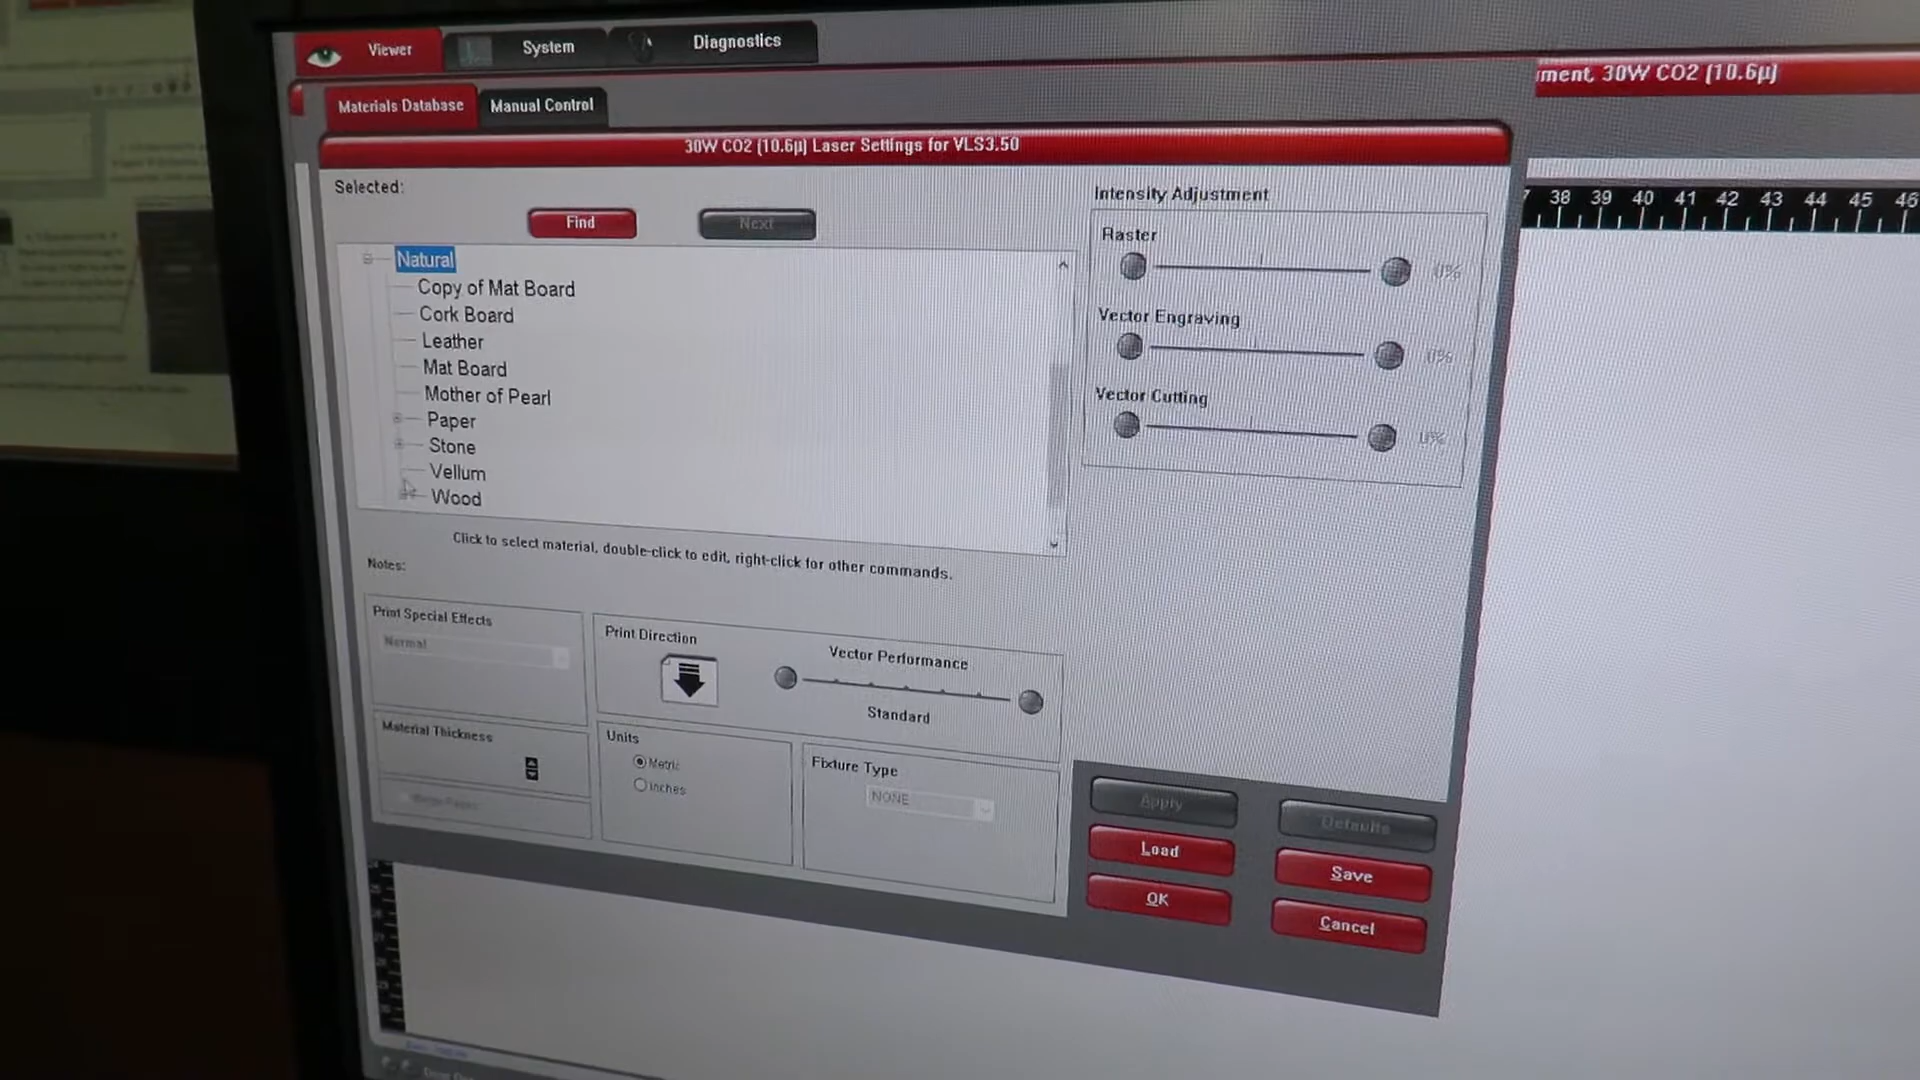 Viewer
System
Diagnostics
ment, 30W CO2 (10.6μ)
Materials Database
Manual Control
30W CO2 (10.6μ) Laser Settings for VLS3.50
Selected:
Find
Next
Intensity Adjustment
38 39 40 41 42 43 44 45 46
Raster
0%
Natural
Copy of Mat Board
Cork Board
Leather
Mat Board
Mother of Pearl
Paper
Stone
Vellum
Wood
Vector Engraving
0%
Vector Cutting
0%
Click to select material, double-click to edit, right-click for other commands.
Notes:
Print Special Effects
Normal
Print Direction
Vector Performance
Standard
Material Thickness
Units
Metric
Inches
Fixture Type
NONE
Apply
Defaults
Load
Save
OK
Cancel